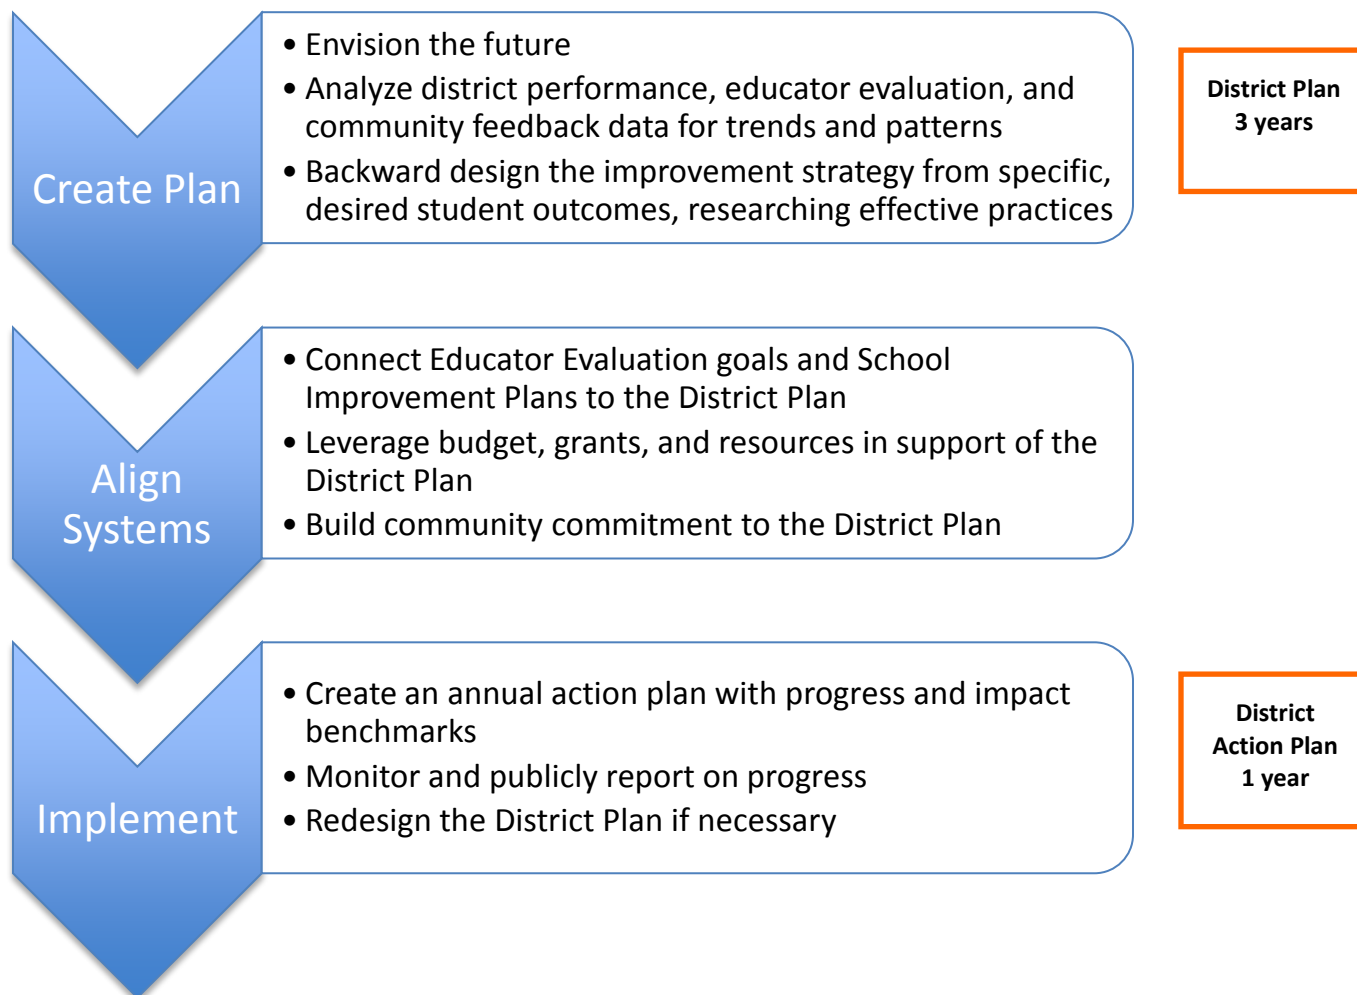 Create Plan
• Envision the future
• Analyze district performance, educator evaluation, and
community feedback data for trends and patterns
• Backward design the improvement strategy from specific,
desired student outcomes, researching effective practices
District Plan
3 years
Align
Systems
• Connect Educator Evaluation goals and School
Improvement Plans to the District Plan
• Leverage budget, grants, and resources in support of the
District Plan
• Build community commitment to the District Plan
Implement
• Create an annual action plan with progress and impact
benchmarks
• Monitor and publicly report on progress
• Redesign the District Plan if necessary
District
Action Plan
1 year